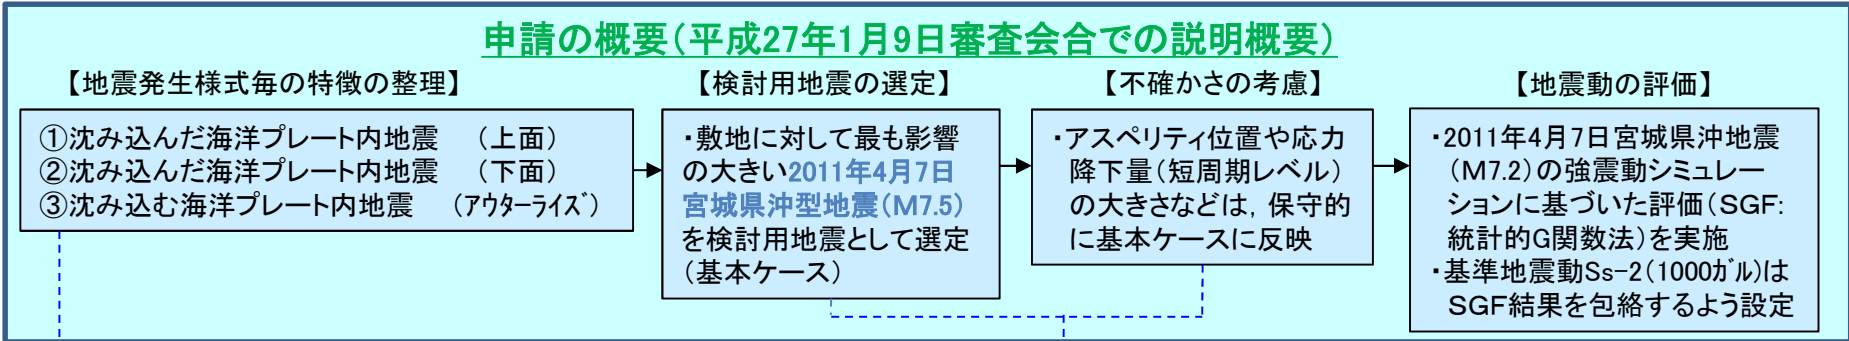 申請の概要(平成27年1月9日審査会合での説明概要)
【地震発生様式毎の特徴の整理】
①沈み込んだ海洋プレート内地震 (上面)
②沈み込んだ海洋プレート内地震 (下面)
③沈み込む海洋プレート内地震 (ｱｳﾀｰﾗｲｽﾞ)
【検討用地震の選定】
・敷地に対して最も影響
の大きい2011年4月7日
宮城県沖型地震(M7.5)
を検討用地震として選定
(基本ケース)
【不確かさの考慮】
・アスペリティ位置や応力
降下量(短周期レベル)
の大きさなどは，保守的
に基本ケースに反映
【地震動の評価】
・2011年4月7日宮城県沖地震
(M7.2)の強震動シミュレー
ションに基づいた評価(SGF:
統計的G関数法)を実施
・基準地震動Ss-2(1000ｶﾞﾙ)は
SGF結果を包絡するよう設定